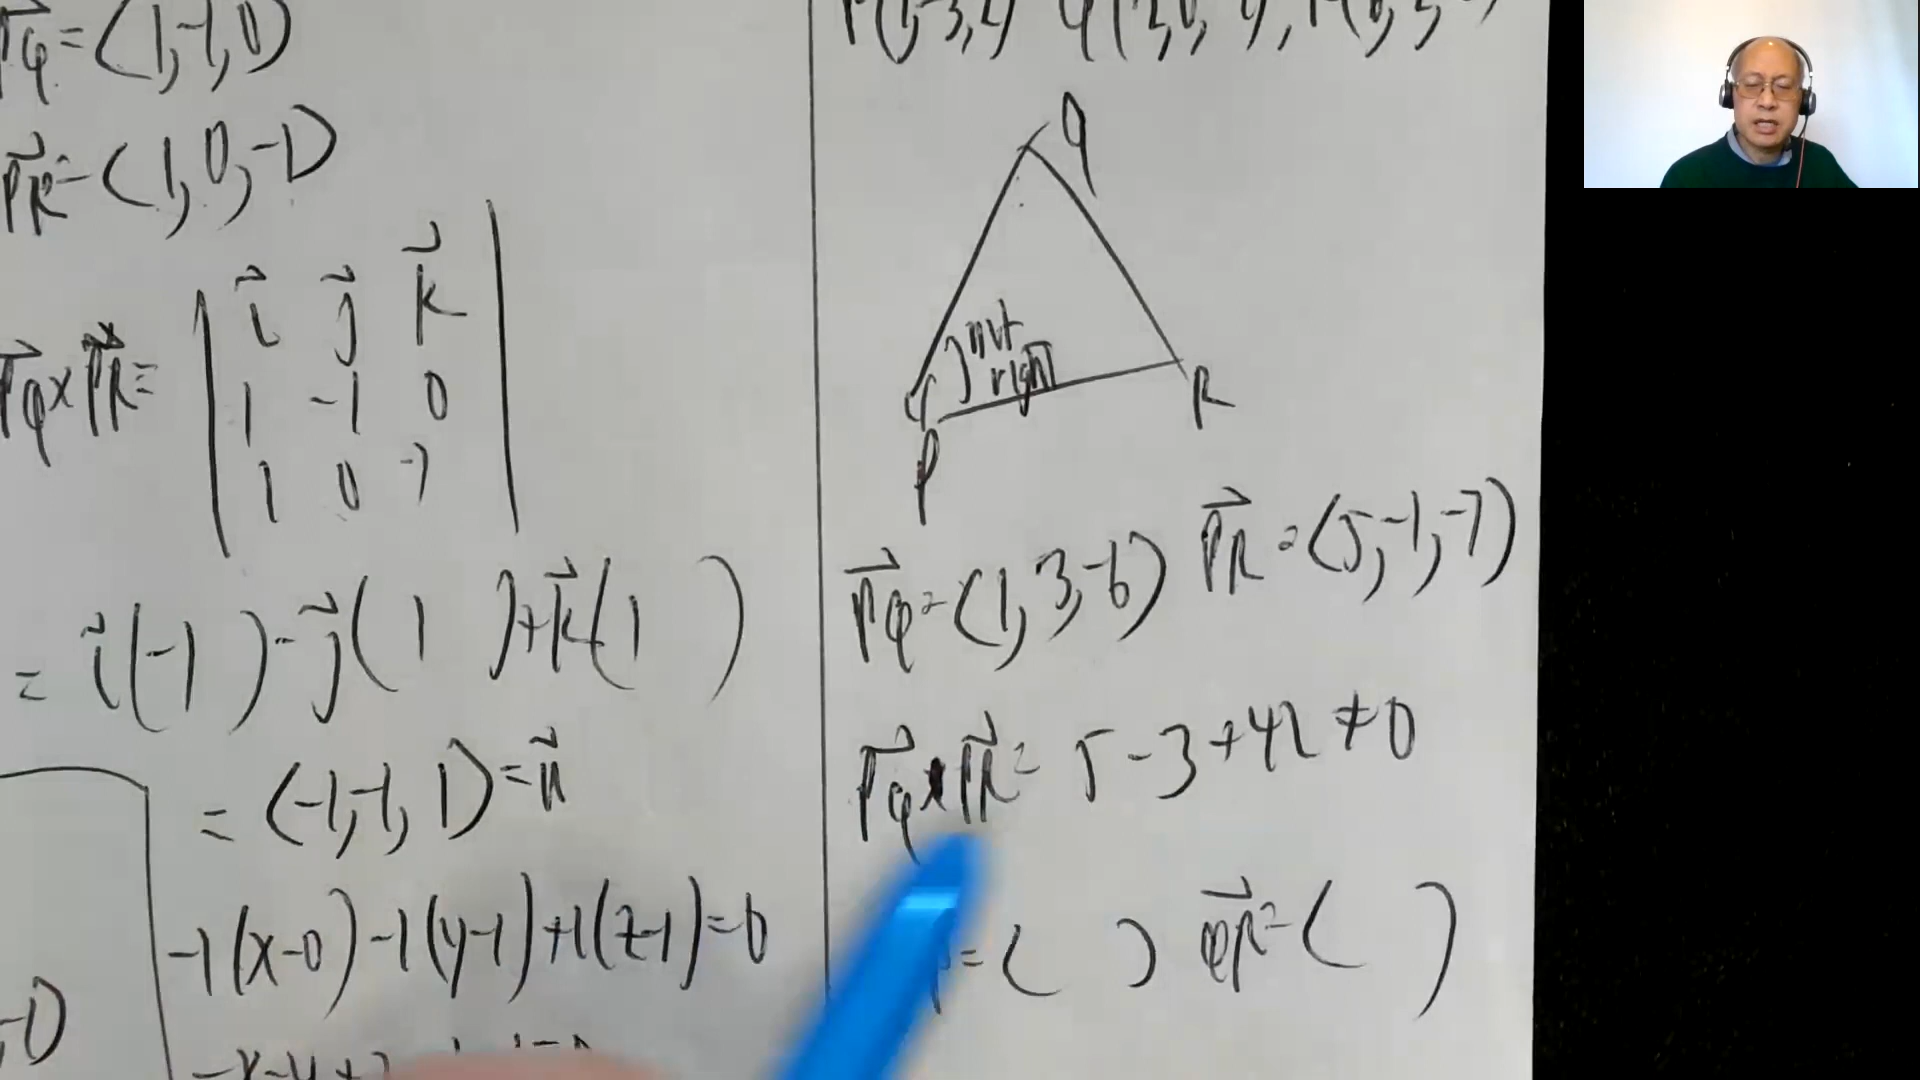 PQ⃗ = (1, -1, 0)
PR⃗ = (1, 0, -1)
PQ⃗ × PR⃗ = | i⃗ j⃗ k⃗ |
| 1 -1 0 |
| 1 0 -1 |
= i⃗(-1) - j⃗(1) + k⃗(1)
= (-1, -1, 1) = n⃗
-1(x-0) -1(y-1) +1(z-1) = 0
Q
not
right
R
P
PQ⃗ = (1, 3, -6) PR⃗ = (5, -1, -7)
PQ⃗ • PR⃗ = 5 - 3 + 42 ≠ 0
= ( ) QR⃗ = ( )